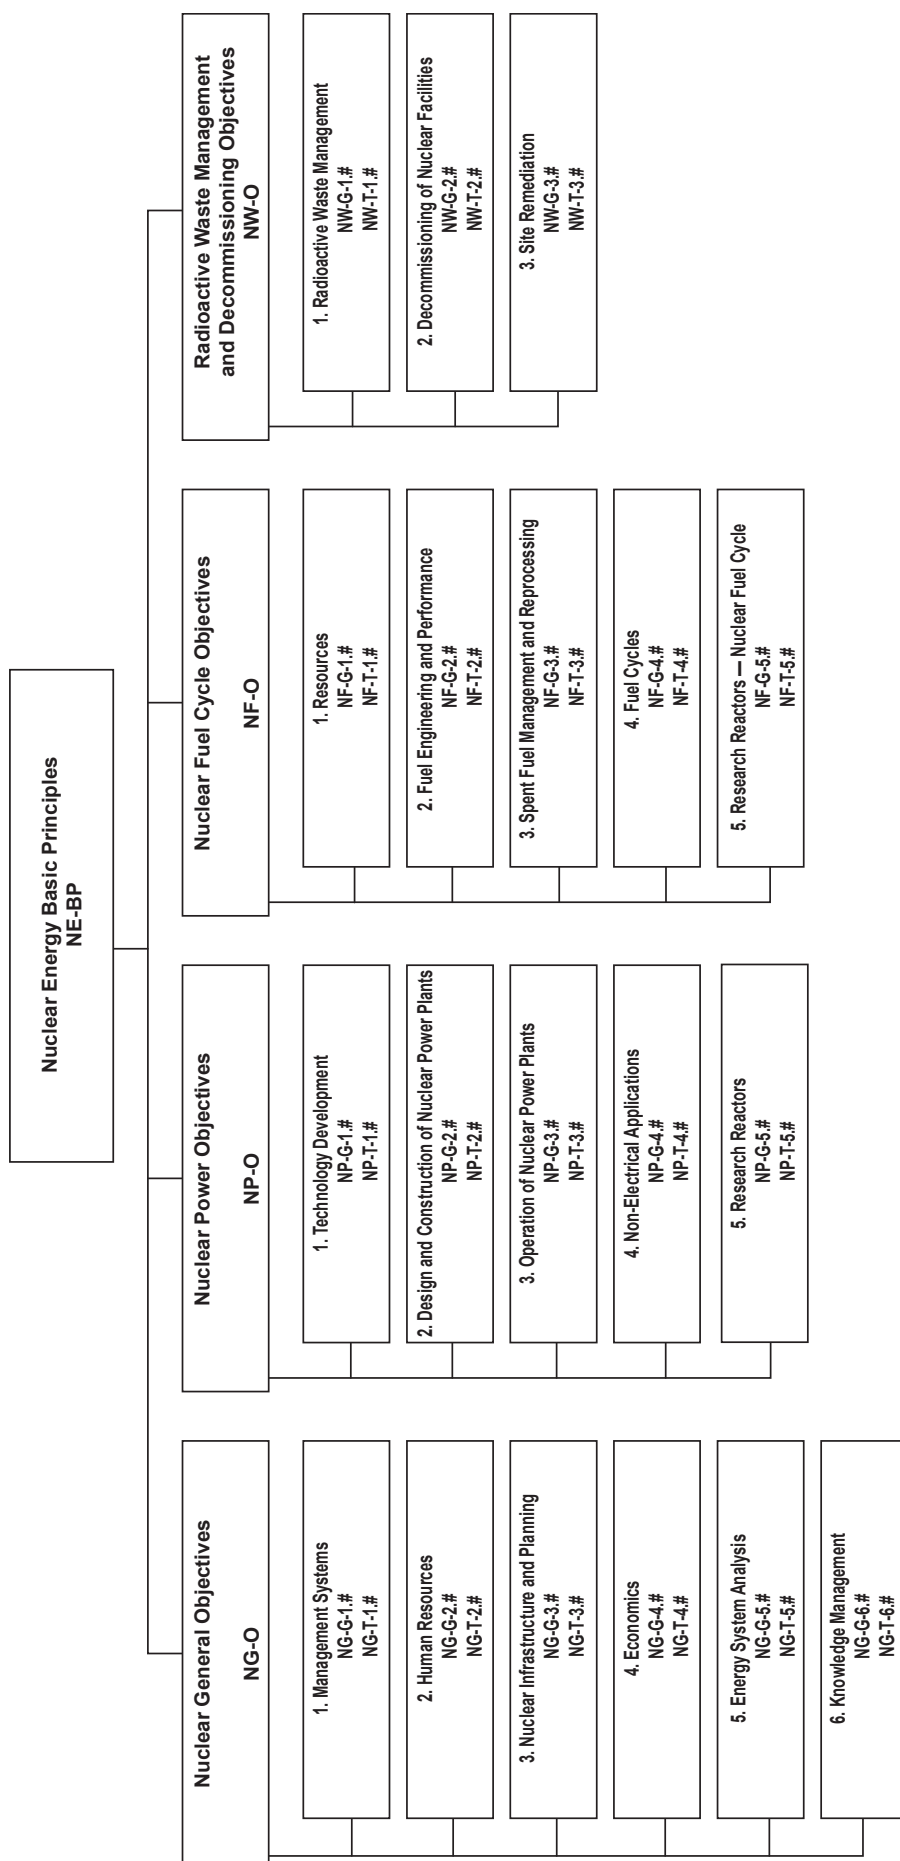 Nuclear Energy Basic Principles
NE-BP
Nuclear General Objectives
NG-O
1. Management Systems
NG-G-1.#
NG-T-1.#
2. Human Resources
NG-G-2.#
NG-T-2.#
3. Nuclear Infrastructure and Planning
NG-G-3.#
NG-T-3.#
4. Economics
NG-G-4.#
NG-T-4.#
5. Energy System Analysis
NG-G-5.#
NG-T-5.#
6. Knowledge Management
NG-G-6.#
NG-T-6.#
Nuclear Power Objectives
NP-O
1. Technology Development
NP-G-1.#
NP-T-1.#
2. Design and Construction of Nuclear Power Plants
NP-G-2.#
NP-T-2.#
3. Operation of Nuclear Power Plants
NP-G-3.#
NP-T-3.#
4. Non-Electrical Applications
NP-G-4.#
NP-T-4.#
5. Research Reactors
NP-G-5.#
NP-T-5.#
Nuclear Fuel Cycle Objectives
NF-O
1. Resources
NF-G-1.#
NF-T-1.#
2. Fuel Engineering and Performance
NF-G-2.#
NF-T-2.#
3. Spent Fuel Management and Reprocessing
NF-G-3.#
NF-T-3.#
4. Fuel Cycles
NF-G-4.#
NF-T-4.#
5. Research Reactors — Nuclear Fuel Cycle
NF-G-5.#
NF-T-5.#
Radioactive Waste Management
and Decommissioning Objectives
NW-O
1. Radioactive Waste Management
NW-G-1.#
NW-T-1.#
2. Decommissioning of Nuclear Facilities
NW-G-2.#
NW-T-2.#
3. Site Remediation
NW-G-3.#
NW-T-3.#